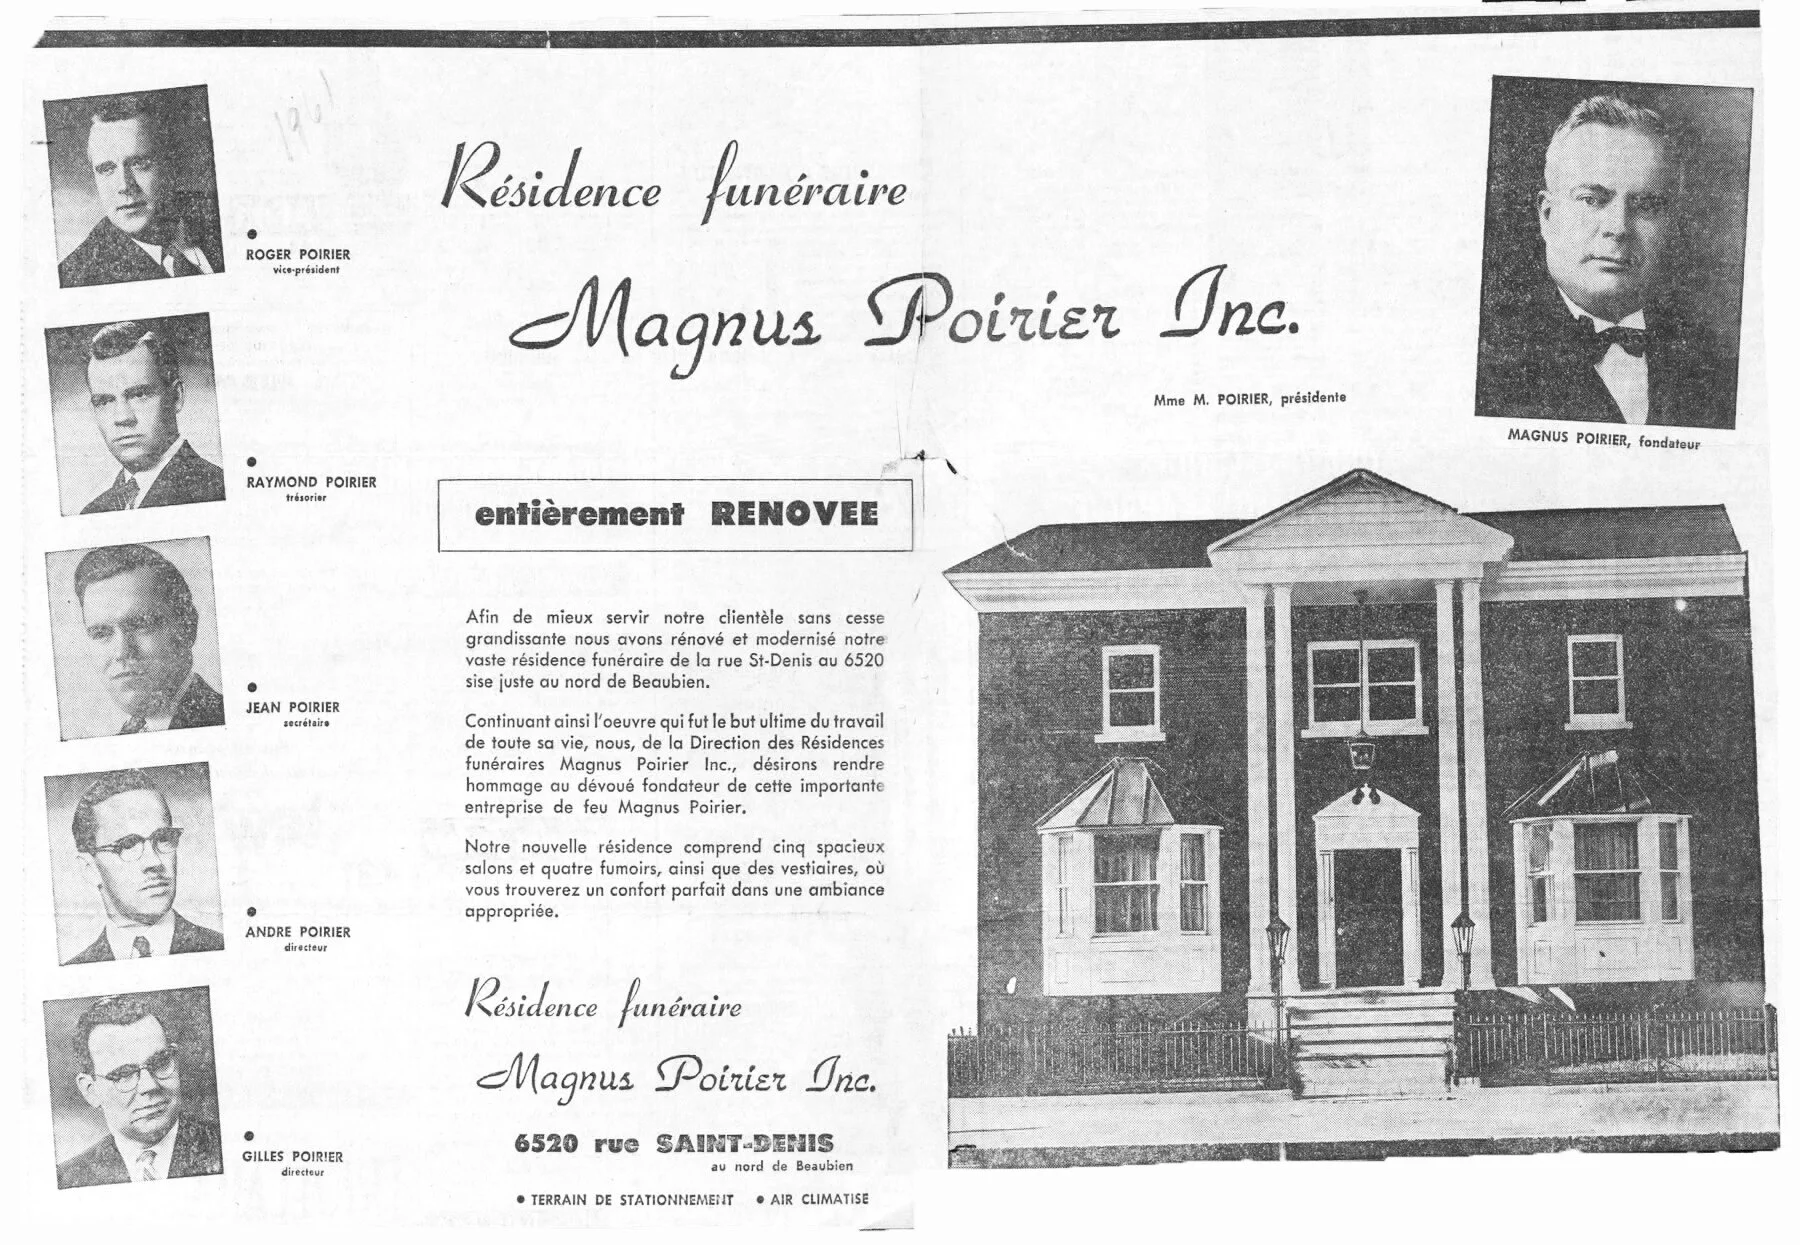 1961
Résidence funéraire
Magnus Poirier Inc.
Mme M. POIRIER, présidente
MAGNUS POIRIER, fondateur
ROGER POIRIER
vice-président
RAYMOND POIRIER
trésorier
JEAN POIRIER
secrétaire
ANDRE POIRIER
directeur
GILLES POIRIER
directeur
entièrement RENOVEE
Afin de mieux servir notre clientèle sans cesse
grandissante nous avons rénové et modernisé notre
vaste résidence funéraire de la rue St-Denis au 6520
sise juste au nord de Beaubien.
Continuant ainsi l'oeuvre qui fut le but ultime du travail
de toute sa vie, nous, de la Direction des Résidences
funéraires Magnus Poirier Inc., désirons rendre
hommage au dévoué fondateur de cette importante
entreprise de feu Magnus Poirier.
Notre nouvelle résidence comprend cinq spacieux
salons et quatre fumoirs, ainsi que des vestiaires, où
vous trouverez un confort parfait dans une ambiance
appropriée.
Résidence funéraire
Magnus Poirier Inc.
6520 rue SAINT-DENIS
au nord de Beaubien
• TERRAIN DE STATIONNEMENT • AIR CLIMATISE